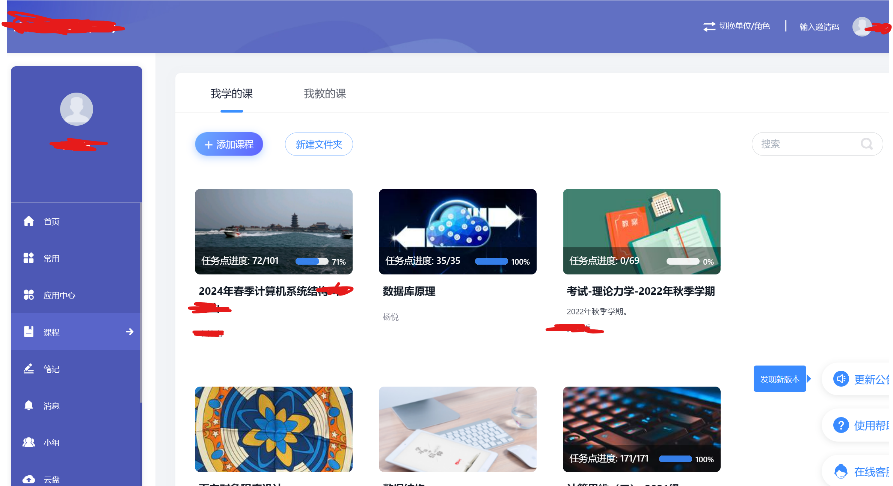 切换单位/角色
输入邀请码
我学的课
我教的课
+ 添加课程
新建文件夹
搜索
首页
常用
应用中心
课程
笔记
消息
小组
云盘
任务点进度: 72/101
71%
任务点进度: 35/35
100%
任务点进度: 0/69
0%
2024年春季计算机系统结构
数据库原理
杨悦
考试-理论力学-2022年秋季学期
2022年秋季学期。
发现新版本
更新公
使用帮
在线客
任务点进度: 171/171
100%
数据结构